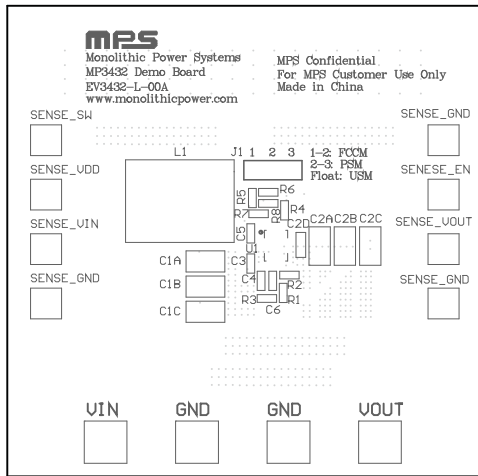 mps
Monolithic Power Systems
MP3432 Demo Board
EV3432-L-00A
www.monolithicpower.com
MPS Confidential
For MPS Customer Use Only
Made in China
SENSE_SW
SENSE_VDD
SENSE_VIN
SENSE_GND
SENSE_GND
SENESE_EN
SENSE_VOUT
SENSE_GND
L1
J1
1 2 3
1-2: FCCM
2-3: PSM
Float: USM
R5
R6
R7
R8
R4
C5
U1
C2D
C2A
C2B
C2C
C1A
C3
C1B
C4
R2
C1C
R3
C6
R1
VIN
GND
GND
VOUT